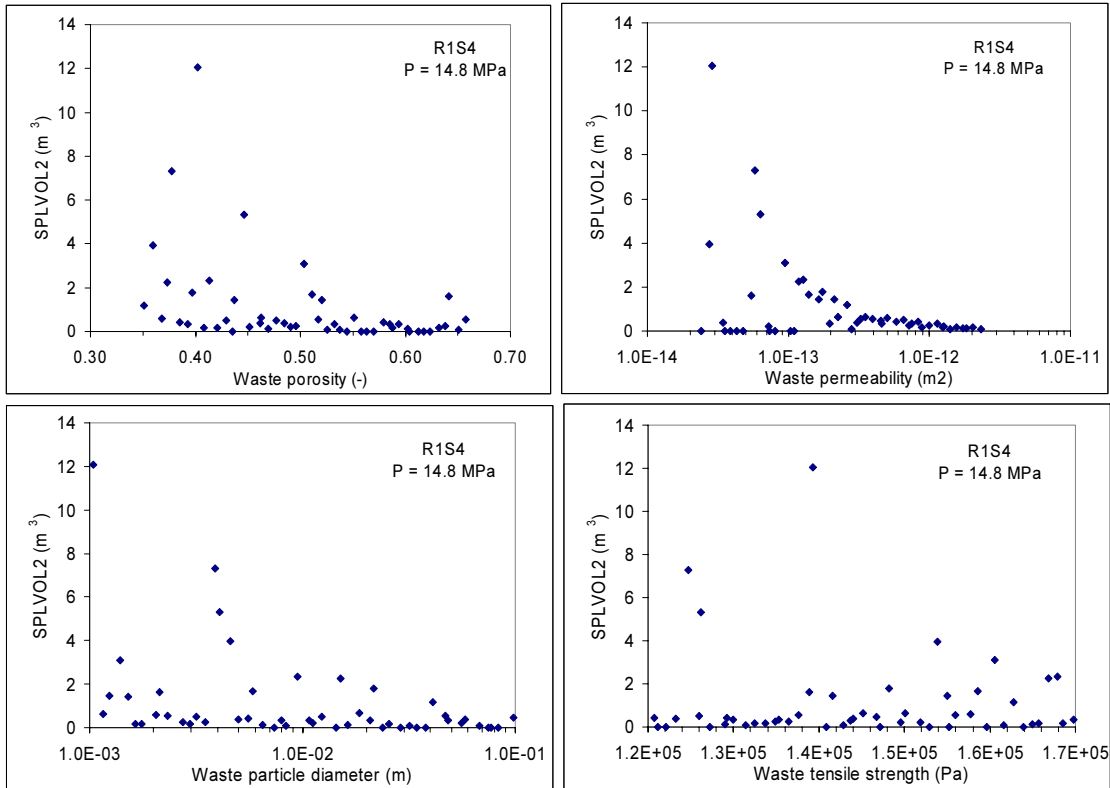 14
12
10
8
6
4
2
0
SPLVOL2 (m 3)
R1S4
P = 14.8 MPa
0.30 0.40 0.50 0.60 0.70
Waste porosity (-)
14
12
10
8
6
4
2
0
SPLVOL2 (m 3)
R1S4
P = 14.8 MPa
1.0E-14 1.0E-13 1.0E-12 1.0E-11
Waste permeability (m2)
14
12
10
8
6
4
2
0
SPLVOL2 (m 3)
R1S4
P = 14.8 MPa
1.0E-03 1.0E-02 1.0E-01
Waste particle diameter (m)
14
12
10
8
6
4
2
0
SPLVOL2 (m 3)
R1S4
P = 14.8 MPa
1.2E+05 1.3E+05 1.4E+05 1.5E+05 1.6E+05 1.7E+05
Waste tensile strength (Pa)